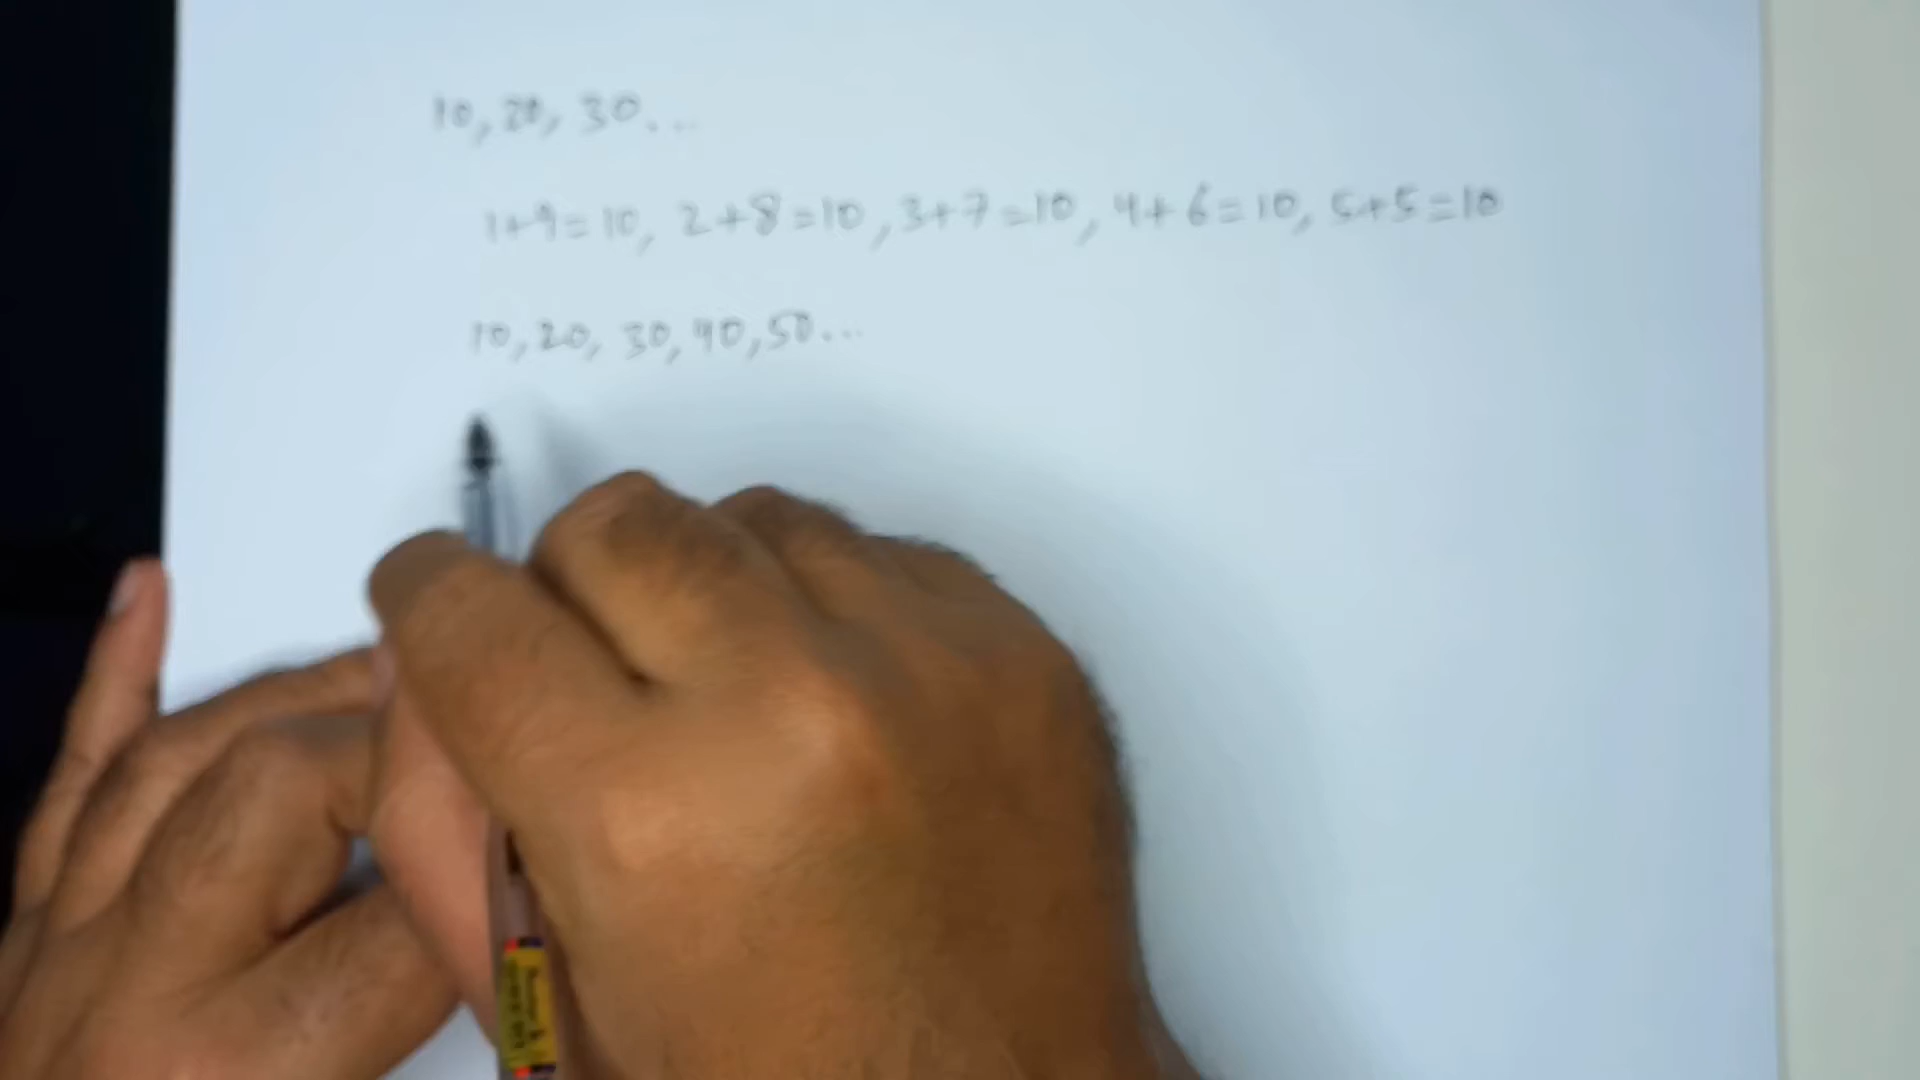 10, 20, 30...
1+9=10, 2+8=10, 3+7=10, 4+6=10, 5+5=10
10, 20, 30, 40, 50...